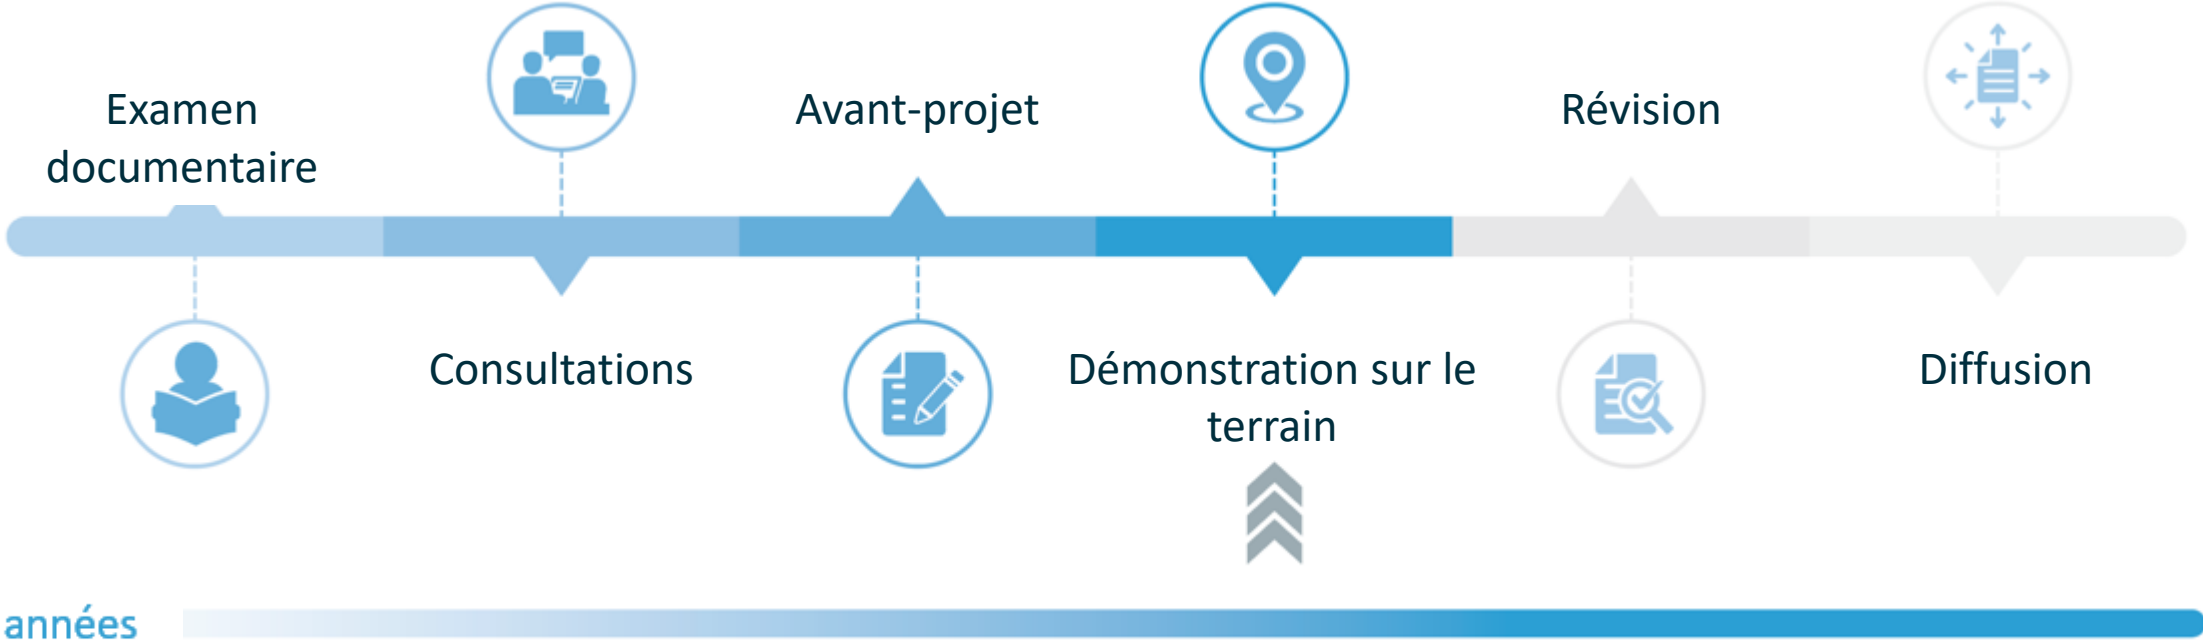 Examen
documentaire
Consultations
Avant-projet
Démonstration sur le
terrain
Révision
Diffusion
années